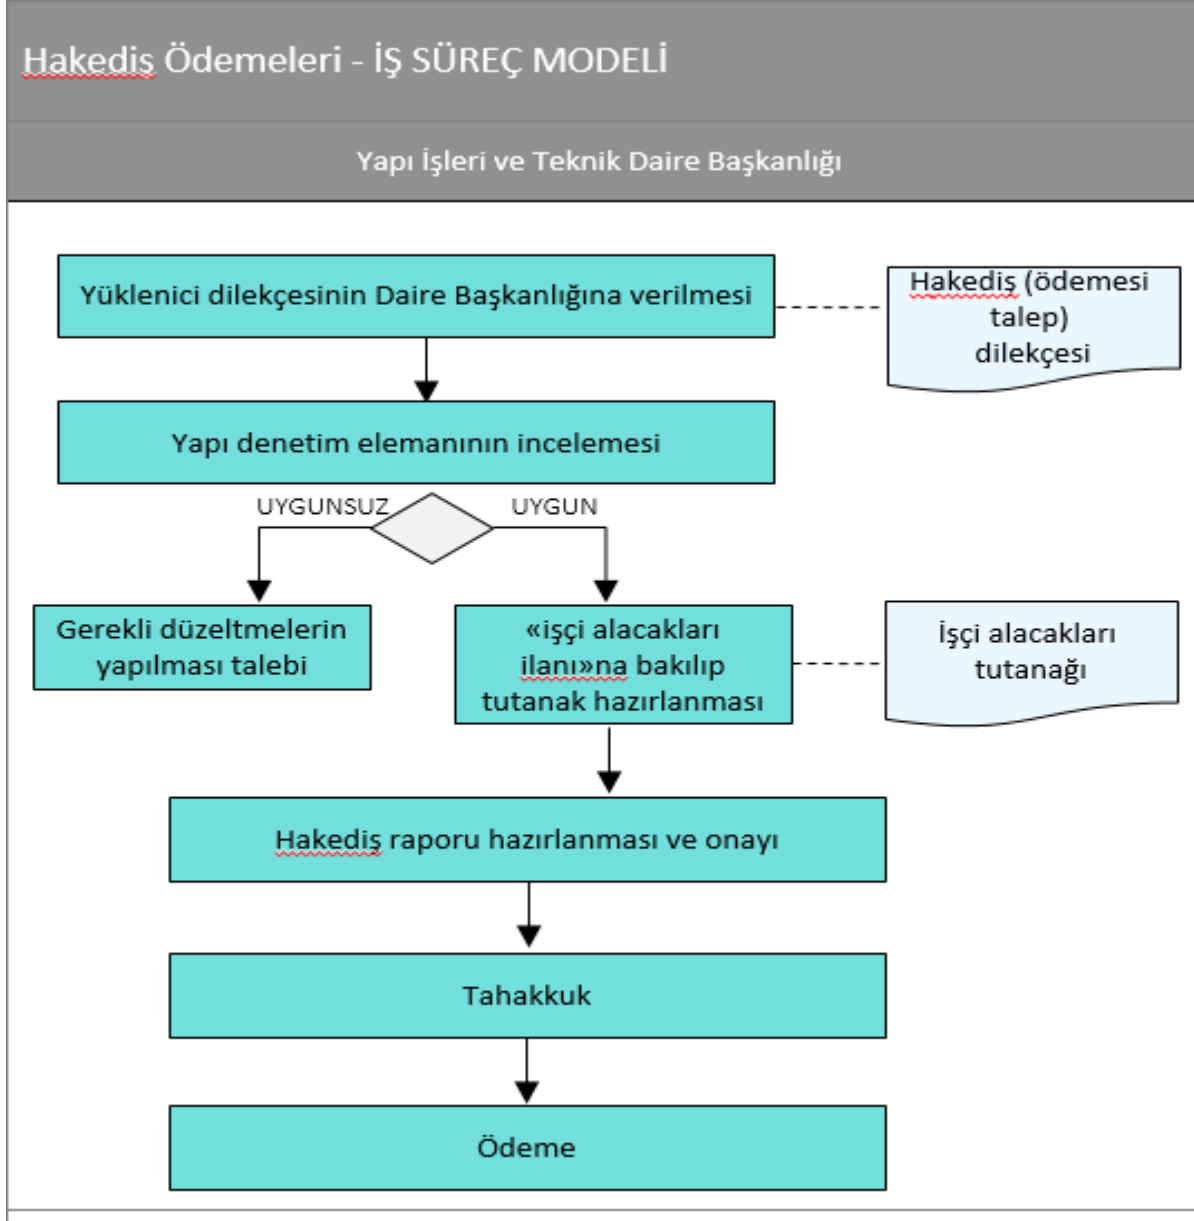 Hakediş Ödemeleri - İŞ SÜREÇ MODELİ
Yapı İşleri ve Teknik Daire Başkanlığı
Yüklenici dilekçesinin Daire Başkanlığına verilmesi
Hakediş (ödemesi
talep)
dilekçesi
Yapı denetim elemanının incelemesi
UYGUNSUZ
UYGUN
Gerekli düzeltmelerin
yapılması talebi
«işçi alacakları
ilanı»na bakılıp
tutanak hazırlanması
İşçi alacakları
tutanağı
Hakediş raporu hazırlanması ve onayı
Tahakkuk
Ödeme